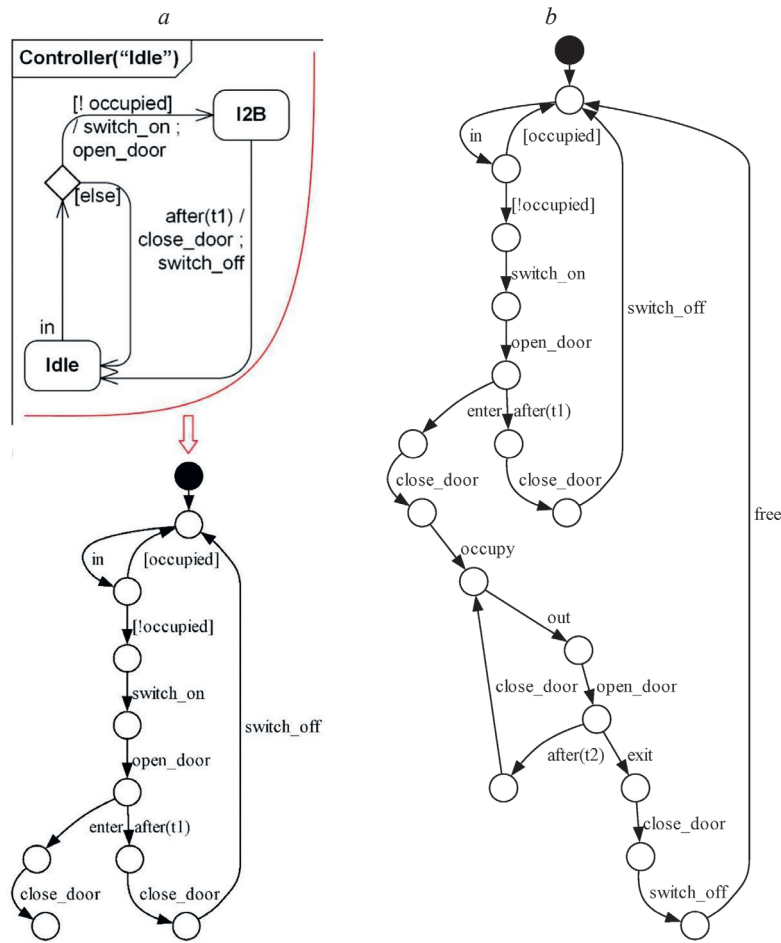 a
Controller(“Idle”)
[! occupied]
/ switch_on ;
open_door
I2B
[else]
after(t1) /
close_door ;
switch_off
in
Idle
in
[occupied]
[!occupied]
switch_on
switch_off
open_door
enter
after(t1)
close_door
close_door
b
in
[occupied]
[!occupied]
switch_on
switch_off
open_door
enter
after(t1)
close_door
close_door
free
occupy
out
close_door
open_door
after(t2)
exit
close_door
switch_off